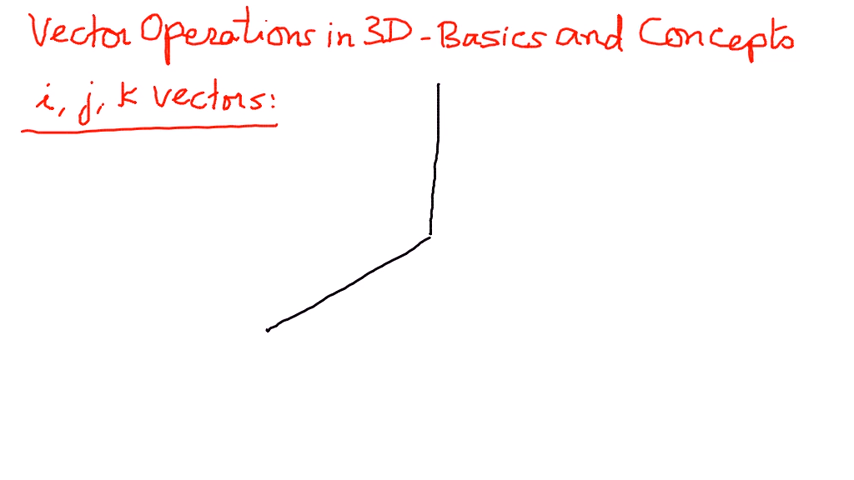 Vector Operations in 3D - Basics and Concepts
i, j, k vectors: